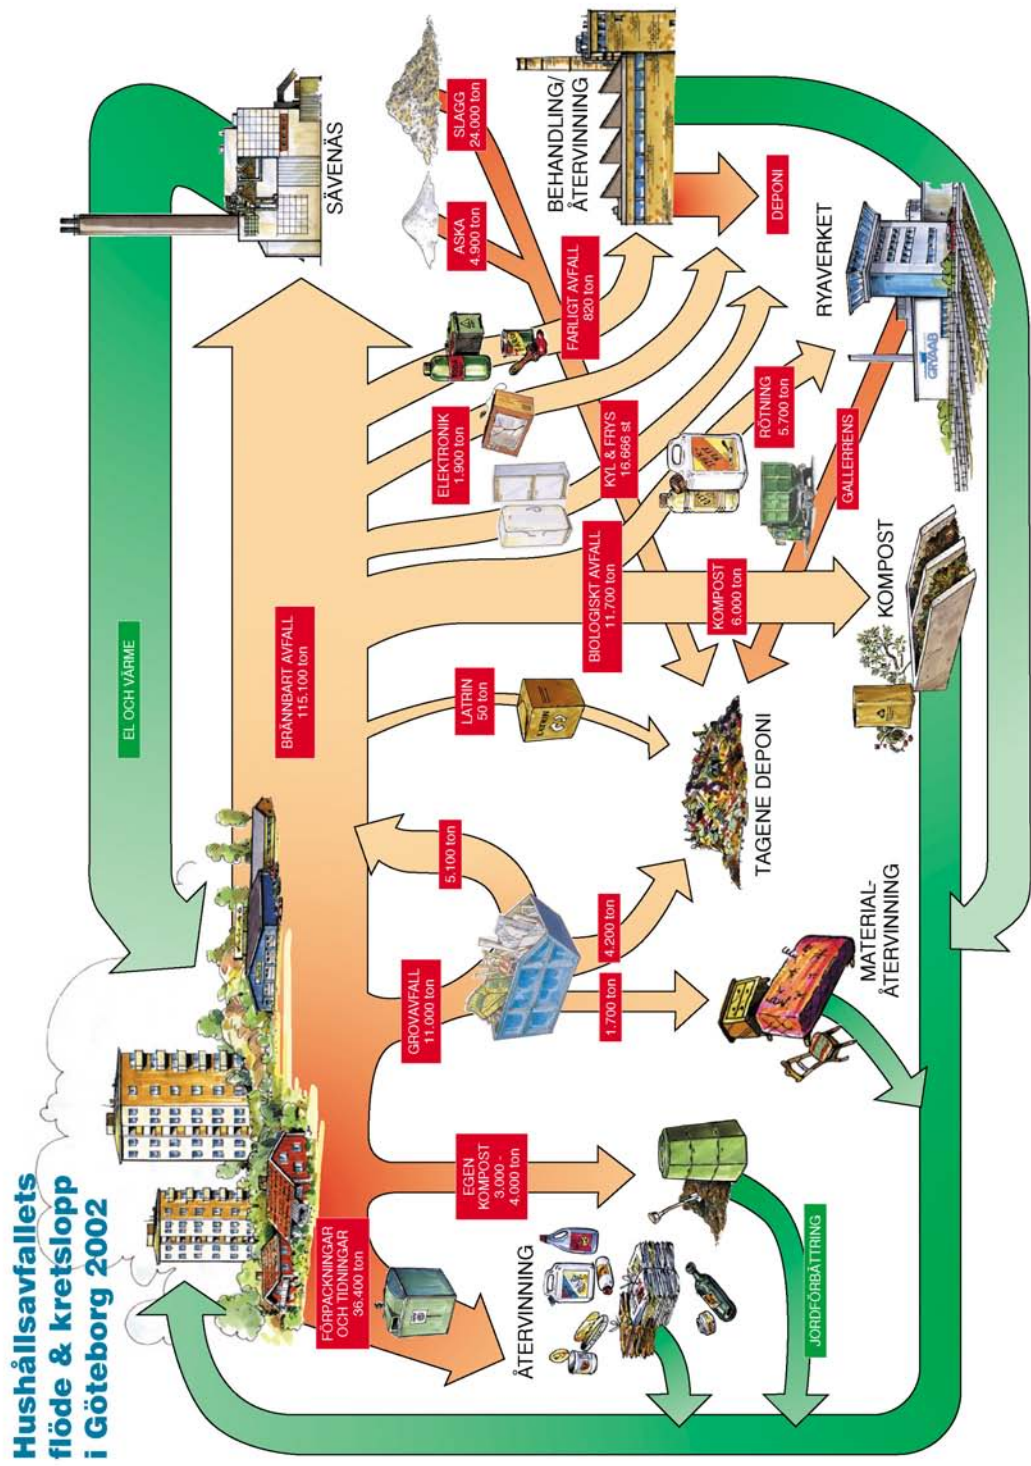 Hushållsavfallets
flöde & kretslopp
i Göteborg 2002
EL OCH VÄRME
SÄVENÄS
BRÄNNBART AVFALL
115.100 ton
FÖRPACKNINGAR
OCH TIDNINGAR
36.400 ton
ÅTERVINNING
EGEN
KOMPOST
3.000 -
4.000 ton
JORDFÖRBÄTTRING
GROVAVFALL
11.000 ton
5.100 ton
4.200 ton
1.700 ton
MATERIAL-
ÅTERVINNING
LATRIN
50 ton
LATRIN
TAGENE DEPONI
BIOLOGISKT AVFALL
11.700 ton
KOMPOST
6.000 ton
KOMPOST
ELEKTRONIK
1.900 ton
KYL & FRYS
16.666 st
RÖTNING
5.700 ton
GALLERRENS
FARLIGT AVFALL
820 ton
ASKA
4.900 ton
SLAGG
24.000 ton
BEHANDLING/
ÅTERVINNING
DEPONI
RYAVERKET
GRYAAB